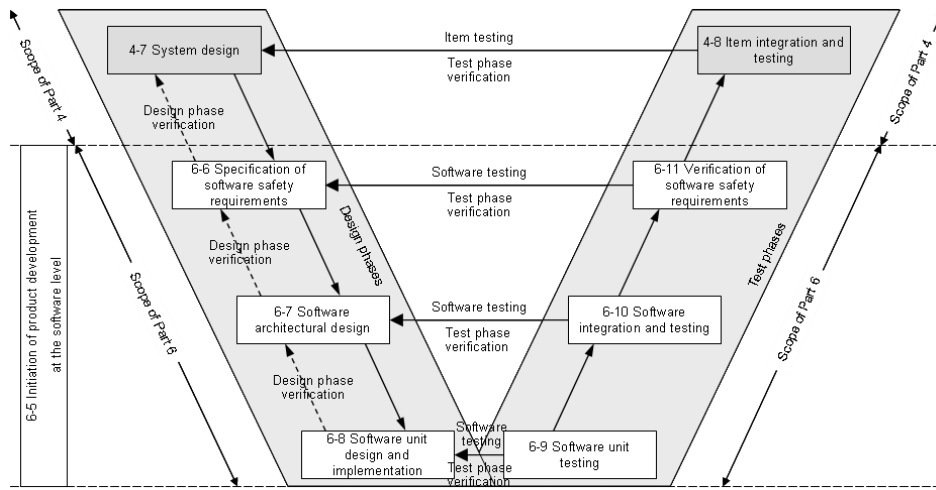 Scope of Part 4
4-7 System design
Item testing
Test phase
verification
4-8 Item integration and
testing
Scope of Part 4
Design phase
verification
6-6 Specification of
software safety
requirements
Software testing
Test phase
verification
6-11 Verification of
software safety
requirements
Design phases
Test phases
Design phase
verification
6-5 Initiation of product development
at the software level
Scope of Part 6
6-7 Software
architectural design
Software testing
Test phase
verification
6-10 Software
integration and testing
Scope of Part 6
Design phase
verification
6-8 Software unit
design and
implementation
Software
testing
Test phase
verification
6-9 Software unit
testing